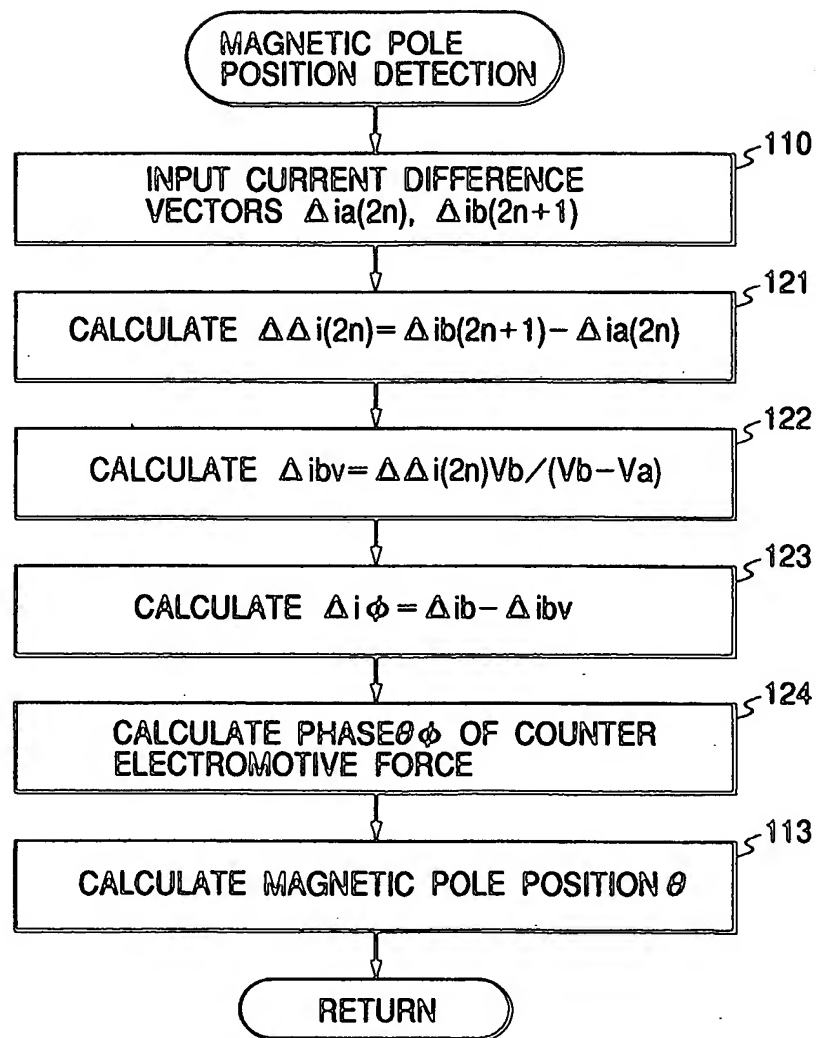 MAGNETIC POLE
POSITION DETECTION
110
INPUT CURRENT DIFFERENCE
VECTORS Δia(2n), Δib(2n+1)
121
CALCULATE ΔΔi(2n)=Δib(2n+1)-Δia(2n)
122
CALCULATE Δibv=ΔΔi(2n)Vb/(Vb-Va)
123
CALCULATE Δiφ=Δib-Δibv
124
CALCULATE PHASEθφ OF COUNTER
ELECTROMOTIVE FORCE
113
CALCULATE MAGNETIC POLE POSITION θ
RETURN